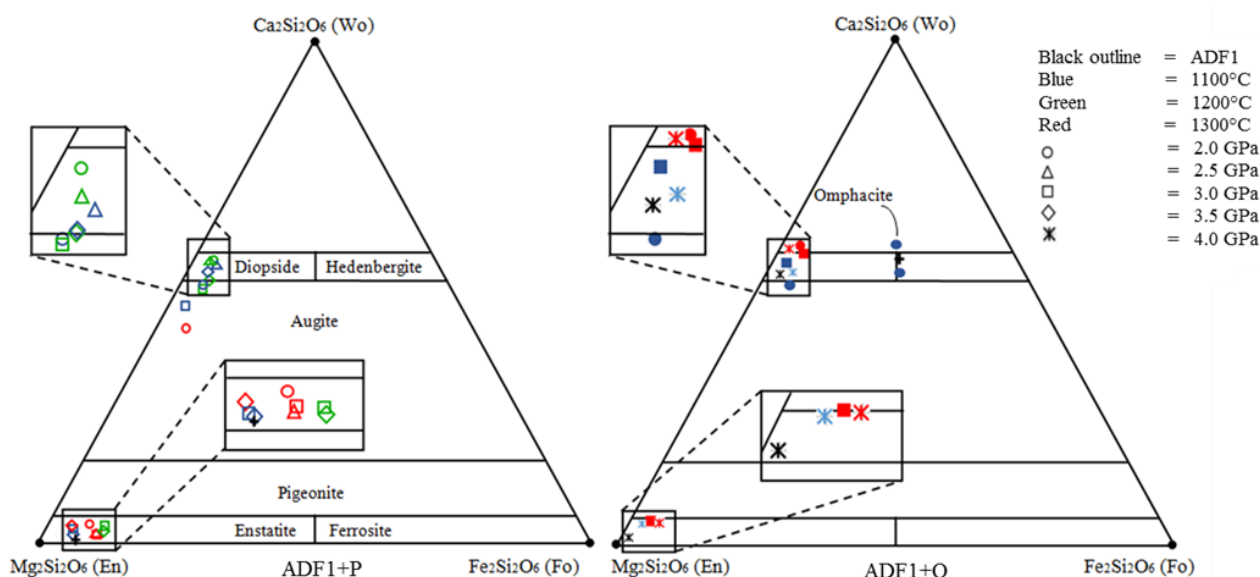 Ca2Si2O6 (Wo)
Diopside
Hedenbergite
Augite
Pigeonite
Enstatite
Ferrosite
Mg2Si2O6 (En)
ADF1+P
Fe2Si2O6 (Fo)
Ca2Si2O6 (Wo)
Omphacite
Mg2Si2O6 (En)
ADF1+O
Fe2Si2O6 (Fo)
Black outline = ADF1
Blue = 1100°C
Green = 1200°C
Red = 1300°C
= 2.0 GPa
= 2.5 GPa
= 3.0 GPa
= 3.5 GPa
= 4.0 GPa